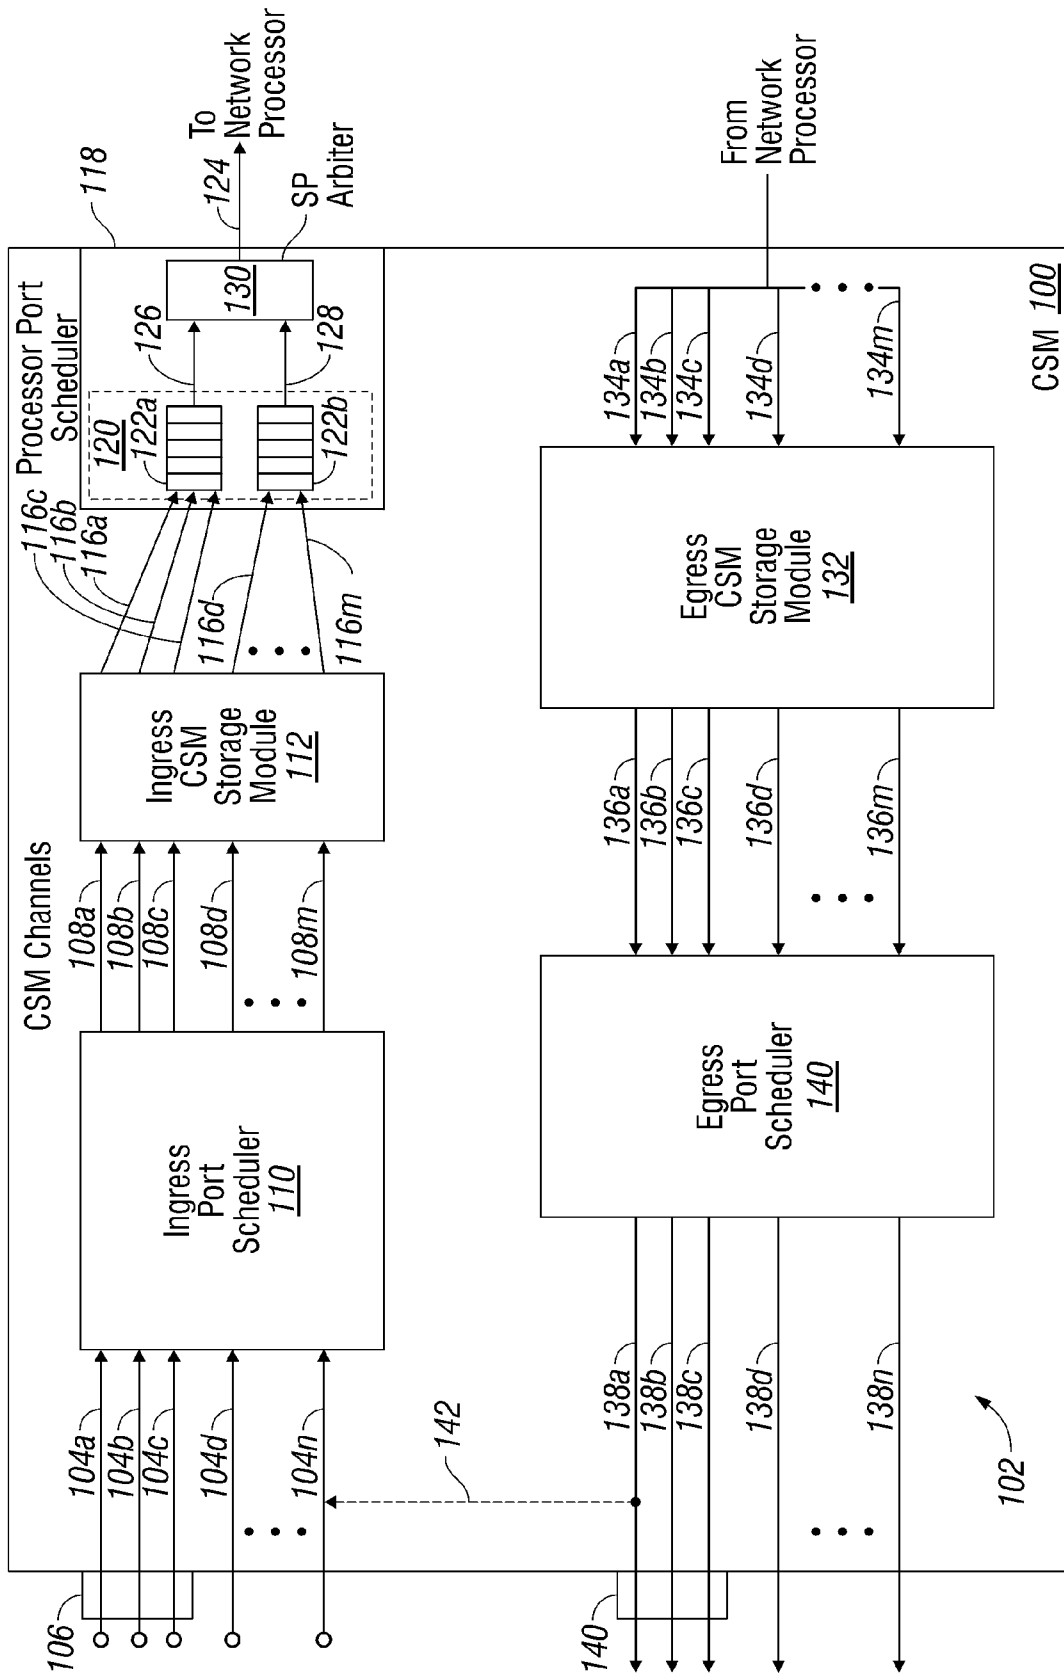 CSM Channels
106
104a
104b
104c
104d
104n
Ingress
Port
Scheduler
110
108a
108b
108c
108d
108m
Ingress
CSM
Storage
Module
112
116c
116b
116a
116d
116m
Processor Port
Scheduler
118
120
122a
122b
126
128
130
SP
Arbiter
124
To
Network
Processor
142
140
138a
138b
138c
138d
138n
Egress
Port
Scheduler
140
136a
136b
136c
136d
136m
Egress
CSM
Storage
Module
132
134a
134b
134c
134d
134m
From
Network
Processor
102
CSM 100